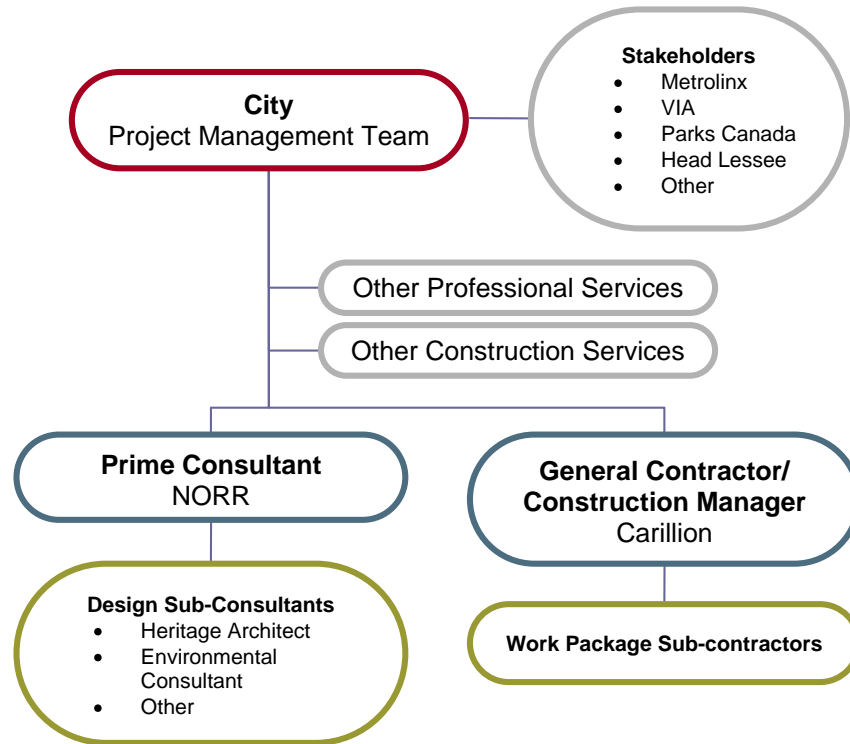 City
Project Management Team
Stakeholders
• Metrolinx
• VIA
• Parks Canada
• Head Lessee
• Other
Other Professional Services
Other Construction Services
Prime Consultant
NORR
General Contractor/
Construction Manager
Carillion
Design Sub-Consultants
• Heritage Architect
• Environmental
Consultant
• Other
Work Package Sub-contractors